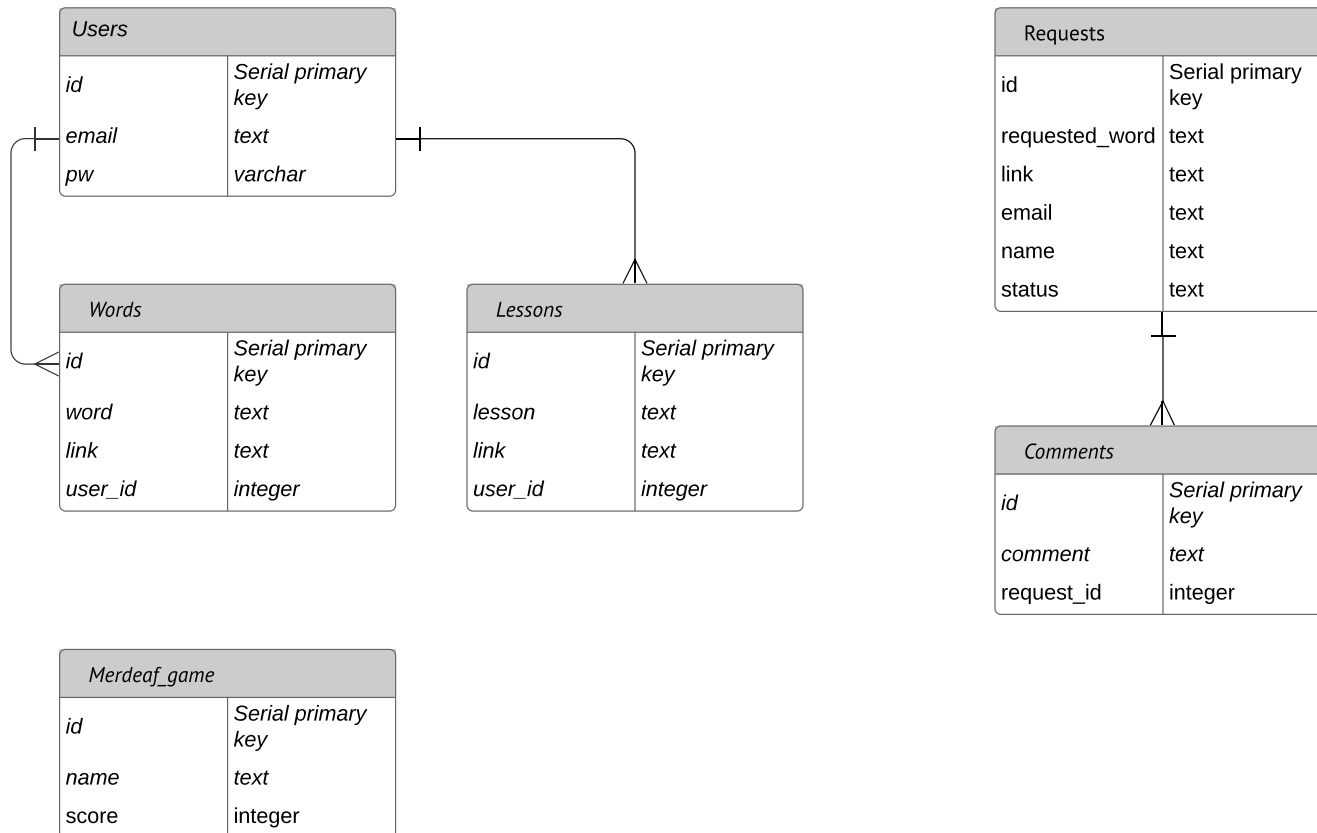 Users
id Serial primary
key
email text
pw varchar
Words
id Serial primary
key
word text
link text
user_id integer
Lessons
id Serial primary
key
lesson text
link text
user_id integer
Requests
id Serial primary
key
requested_word text
link text
email text
name text
status text
Comments
id Serial primary
key
comment text
request_id integer
Merdeaf_game
id Serial primary
key
name text
score integer